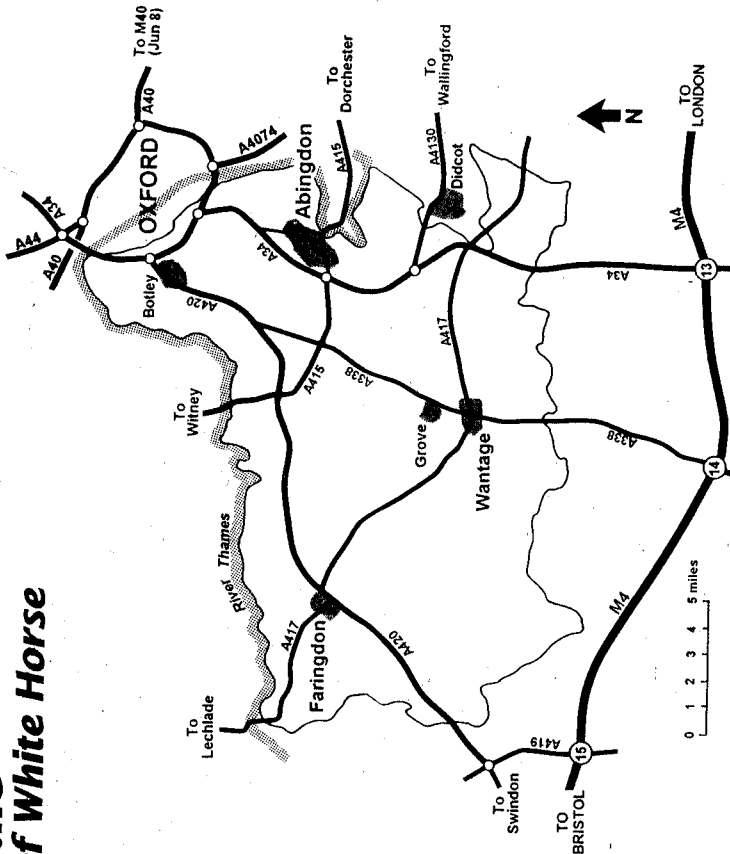 f White Horse
To M40
(Jun 8)
A40
A44
A34
A40
OXFORD
A4074
Botley
A420
A34
Abingdon
To
Dorchester
A415
To
Wallingford
A4130
Didcot
N
To
Witney
A415
A338
A417
Grove
Wantage
A34
TO
LONDON
M4
13
A338
14
River Thames
To
Lechlade
A417
Faringdon
A420
M4
0 1 2 3 4 5 miles
To
Swindon
A419
15
TO
BRISTOL